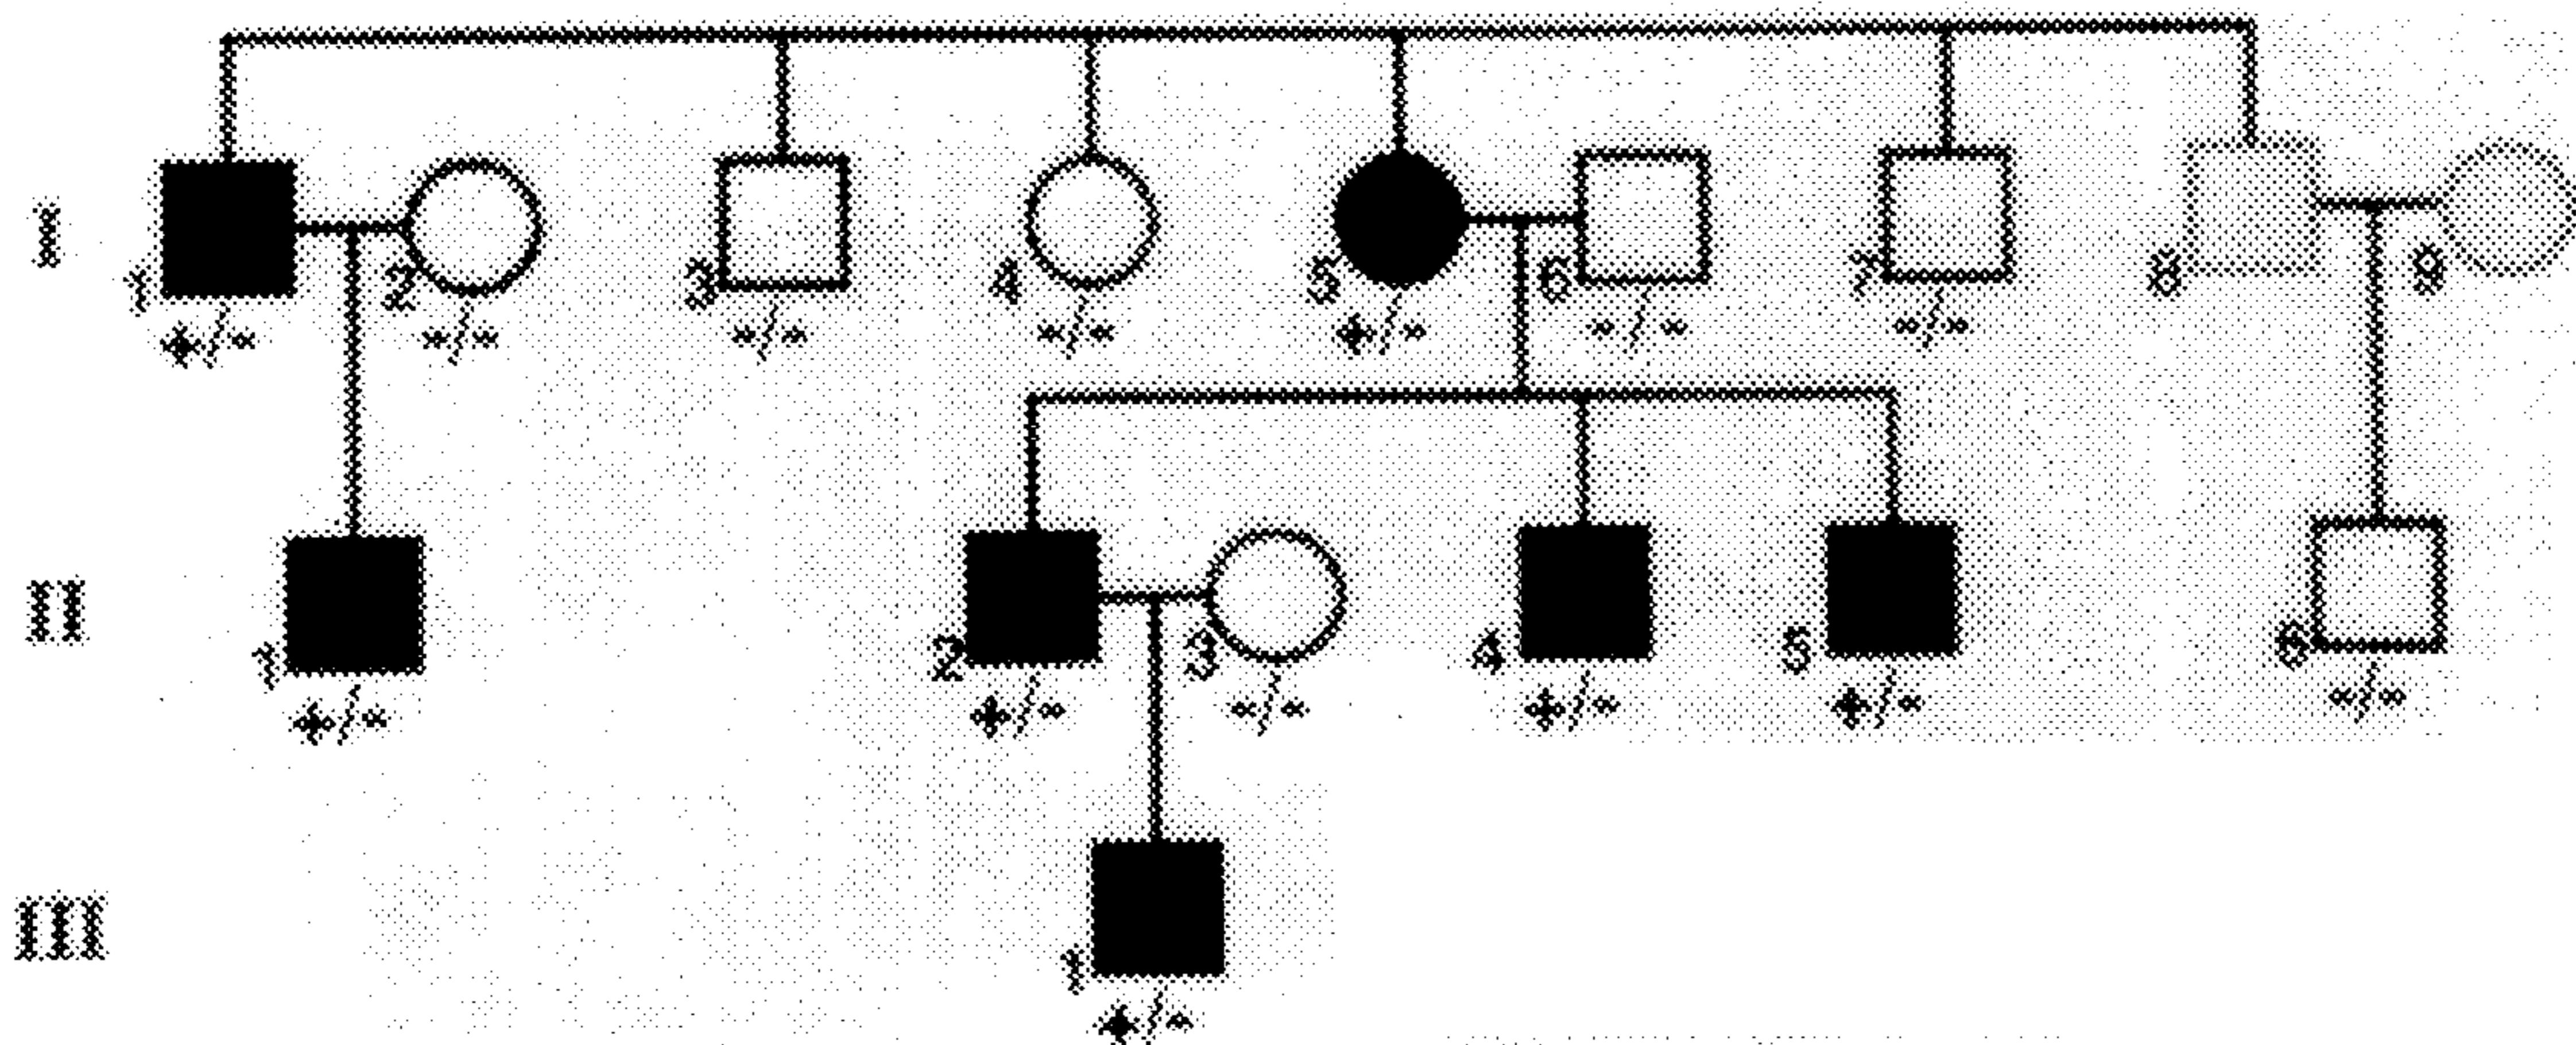 I
1 2 3 4 5 6 7 8 9
+/- -/- -/- -/- +/- -/- -/-
II
1 2 3 4 5 6
+/- +/- -/- +/- +/- -/-
III
1
+/-